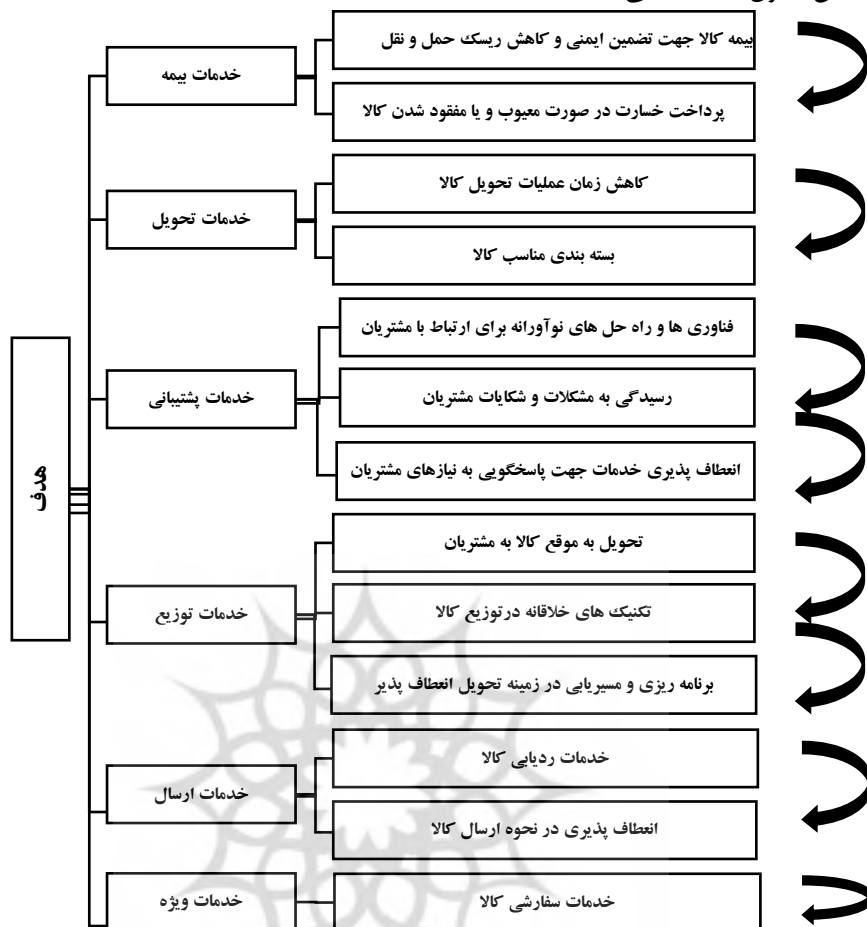 هدف
خدمات بیمه
بیمه کالا جهت تضمین ایمنی و کاهش ریسک حمل و نقل
پرداخت خسارت در صورت معیوب و یا مفقود شدن کالا
خدمات تحویل
کاهش زمان عملیات تحویل کالا
بسته بندی مناسب کالا
خدمات پشتیبانی
فناوری ها و راه حل های نوآورانه برای ارتباط با مشتریان
رسیدگی به مشکلات و شکایات مشتریان
انعطاف پذیری خدمات جهت پاسخگویی به نیازهای مشتریان
خدمات توزیع
تحویل به موقع کالا به مشتریان
تکنیک های خلاقانه درتوزیع کالا
برنامه ریزی و مسیریابی در زمینه تحویل انعطاف پذیر
خدمات ارسال
خدمات ردیابی کالا
انعطاف پذیری در نحوه ارسال کالا
خدمات ویژه
خدمات سفارشی کالا